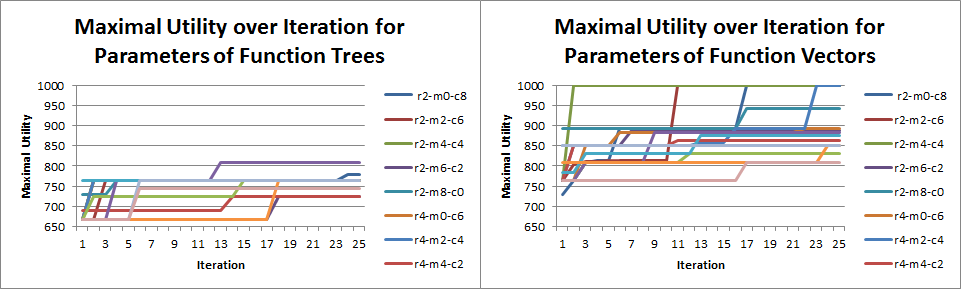 Maximal Utility over Iteration for
Parameters of Function Trees
1000
950
900
850
800
750
700
650
Maximal Utility
1 3 5 7 9 11 13 15 17 19 21 23 25
Iteration
r2-m0-c8
r2-m2-c6
r2-m4-c4
r2-m6-c2
r2-m8-c0
r4-m0-c6
r4-m2-c4
r4-m4-c2
Maximal Utility over Iteration for
Parameters of Function Vectors
1000
950
900
850
800
750
700
650
Maximal Utility
1 3 5 7 9 11 13 15 17 19 21 23 25
Iteration
r2-m0-c8
r2-m2-c6
r2-m4-c4
r2-m6-c2
r2-m8-c0
r4-m0-c6
r4-m2-c4
r4-m4-c2